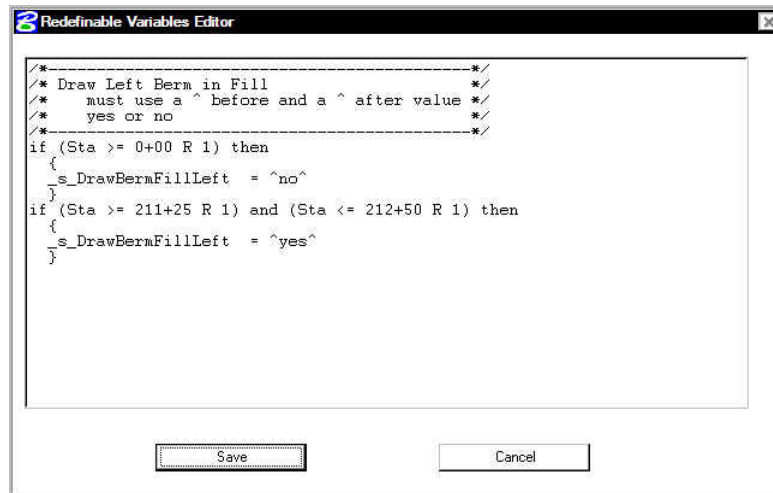 Redefinable Variables Editor
/*--------------------------------------------*/
/* Draw Left Berm in Fill                     */
/*    must use a ^ before and a ^ after value */
/*    yes or no                               */
/*--------------------------------------------*/
if (Sta >= 0+00 R 1) then
  {
  _s_DrawBermFillLeft  = ^no^
  }
if (Sta >= 211+25 R 1) and (Sta <= 212+50 R 1) then
  {
  _s_DrawBermFillLeft  = ^yes^
  }
Save Cancel